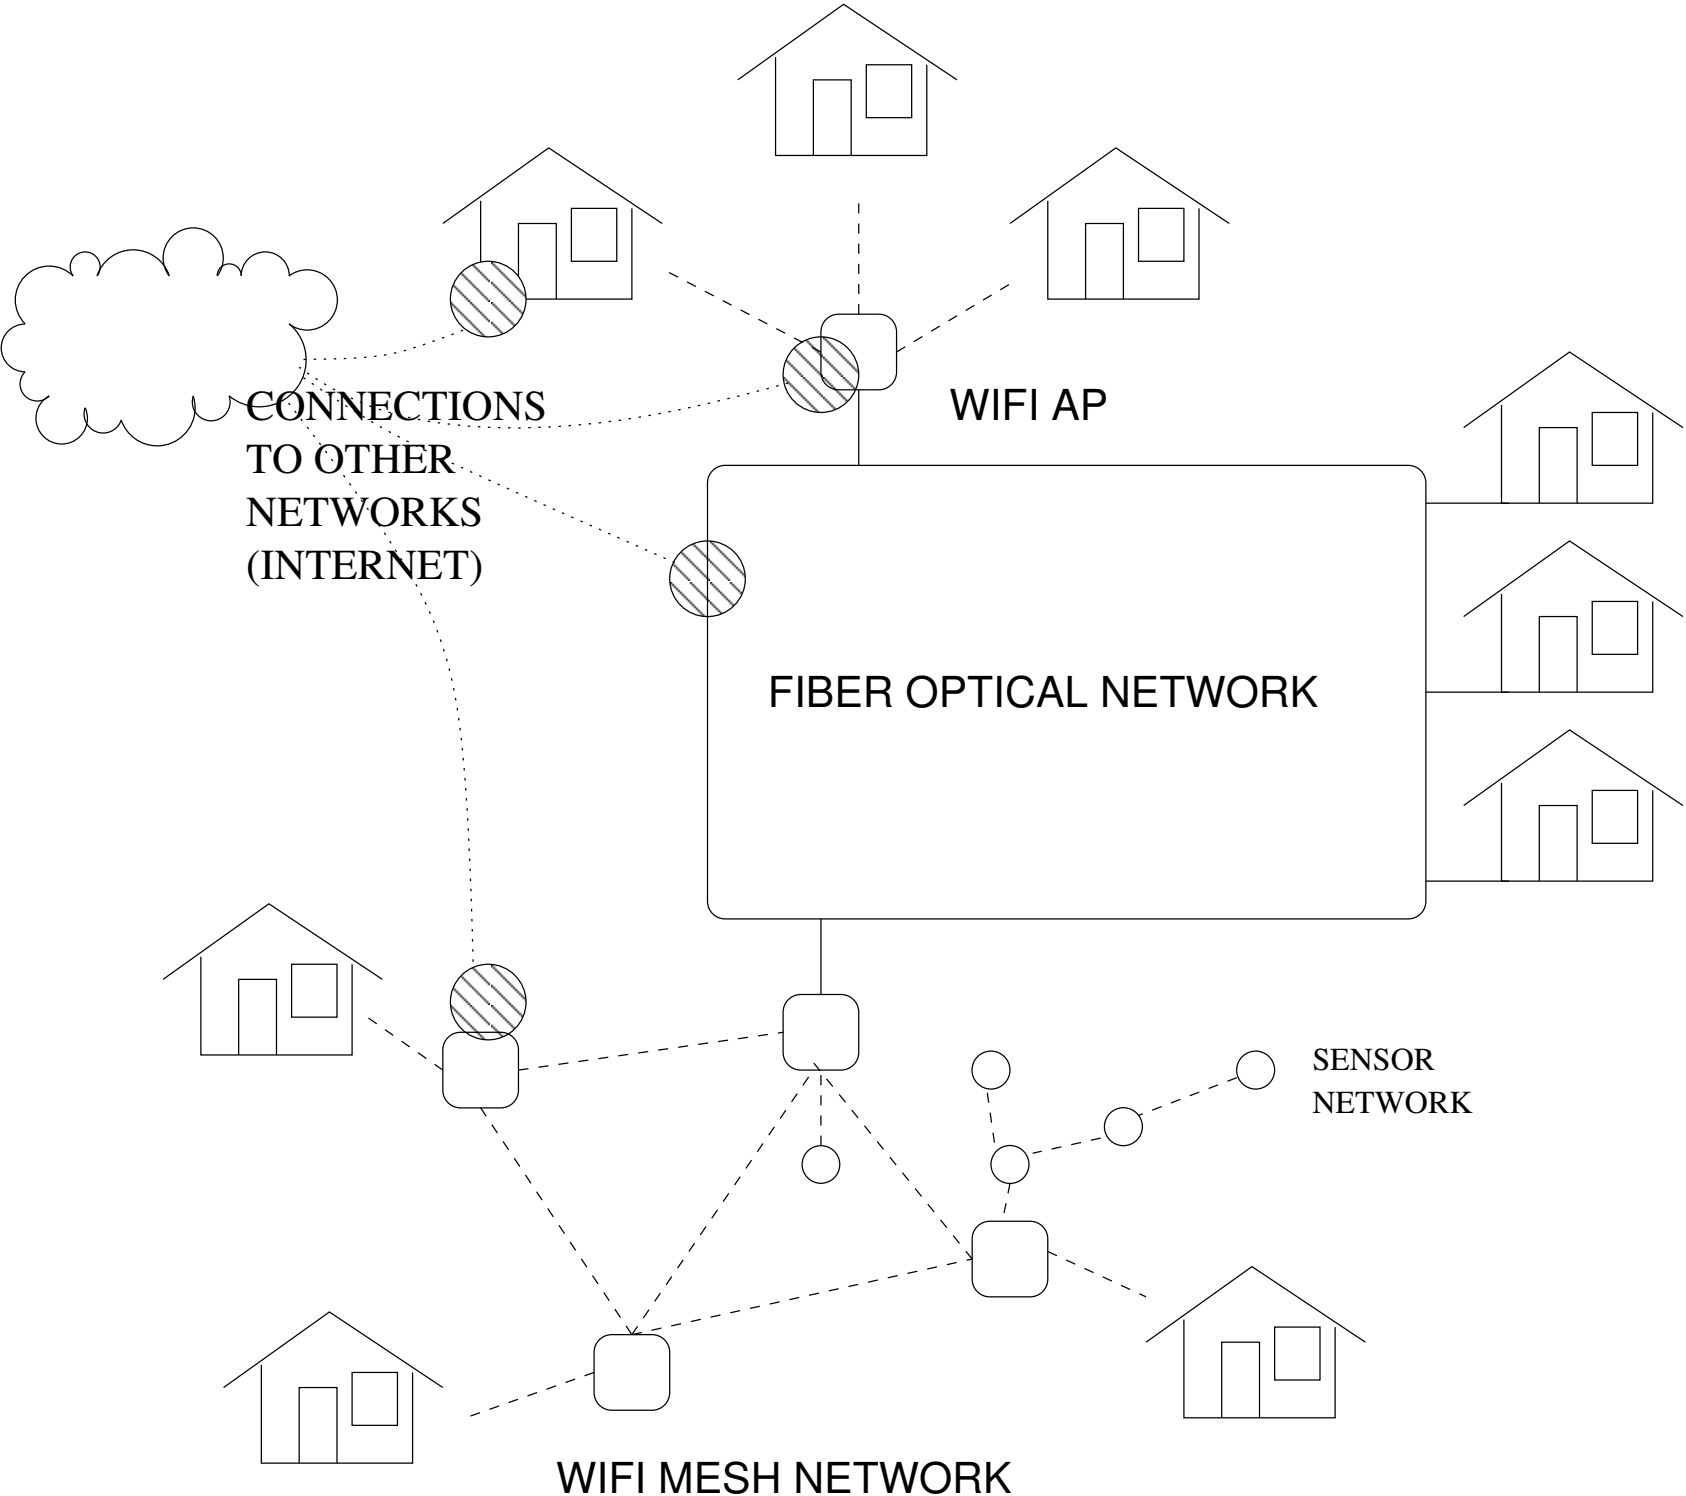 WIFI AP
CONNECTIONS
TO OTHER
NETWORKS
(INTERNET)
FIBER OPTICAL NETWORK
SENSOR
NETWORK
WIFI MESH NETWORK